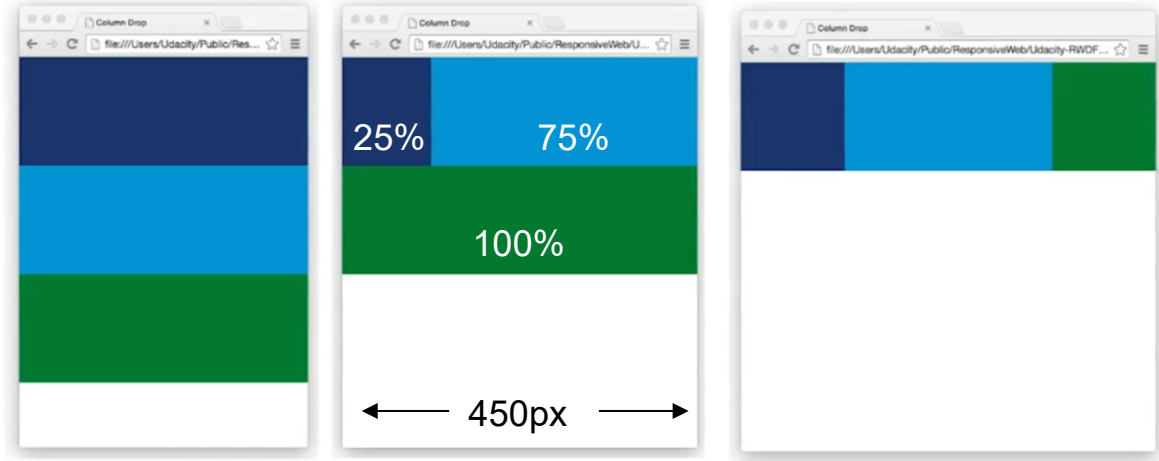 Column Drop
file:///Users/Udacity/Public/Res...
Column Drop
file:///Users/Udacity/Public/ResponsiveWeb/U...
25%
75%
100%
450px
Column Drop
file:///Users/Udacity/Public/ResponsiveWeb/Udacity-RWDF...